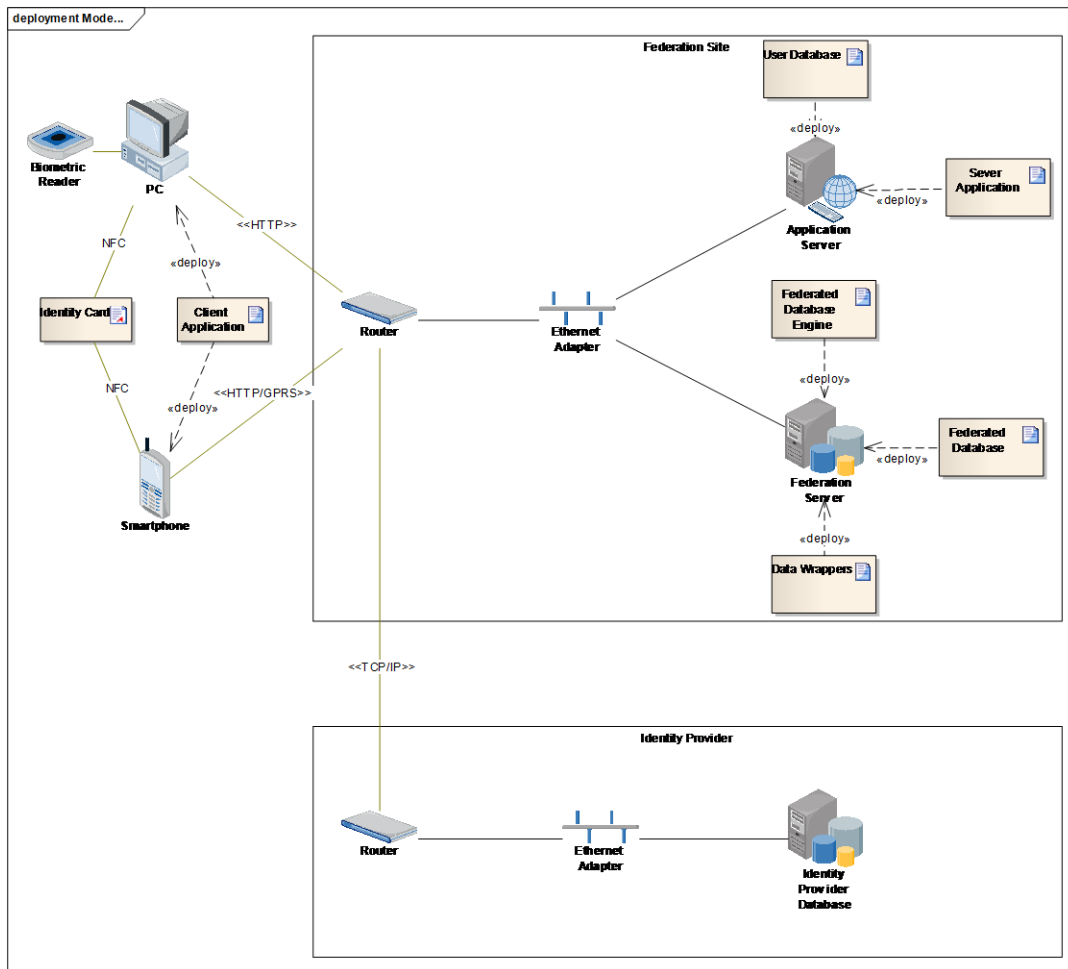 deployment Mode...
Federation Site
User Database
«deploy»
Biometric
Reader
PC
Sever
Application
«deploy»
Application
Server
<<HTTP>>
NFC
«deploy»
Identity Card
Client
Application
Router
Ethernet
Adapter
Federated
Database
Engine
«deploy»
NFC
<<HTTP/GPRS>>
«deploy»
Federated
Database
«deploy»
Federation
Server
Smartphone
«deploy»
Data Wrappers
<<TCP/IP>>
Identity Provider
Router
Ethernet
Adapter
Identity
Provider
Database